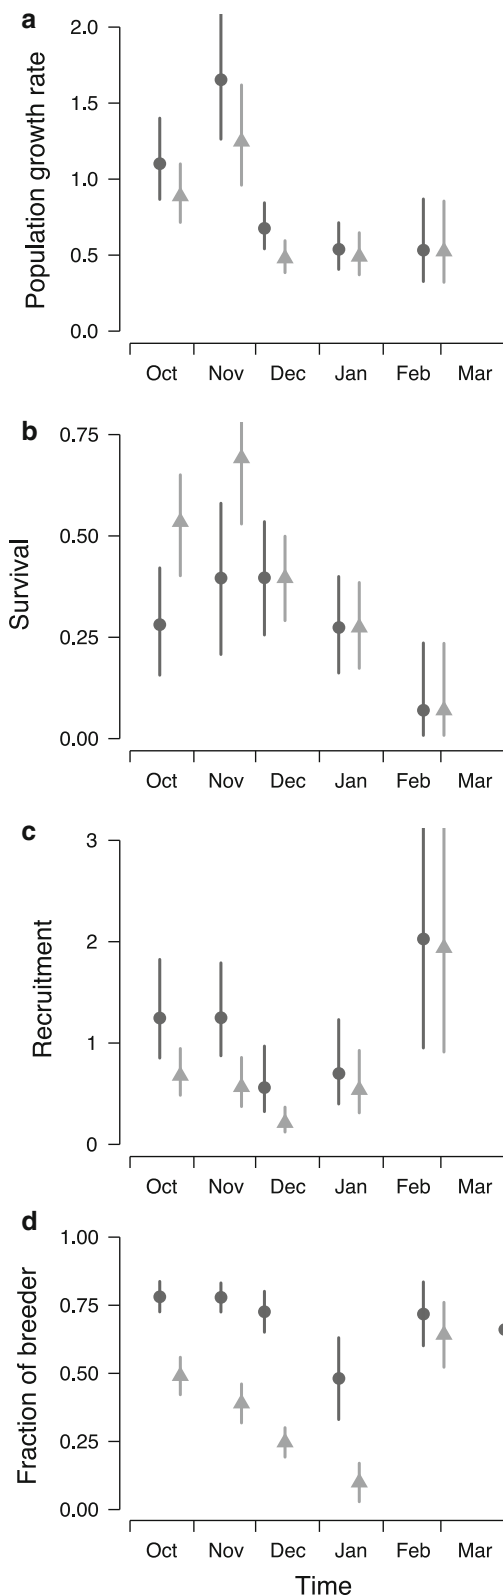 a
Population growth rate
2.0
1.5
1.0
0.5
0.0
Oct Nov Dec Jan Feb Mar
b
Survival
0.75
0.50
0.25
0.00
Oct Nov Dec Jan Feb Mar
c
Recruitment
3
2
1
0
Oct Nov Dec Jan Feb Mar
d
Fraction of breeder
1.00
0.75
0.50
0.25
0.00
Oct Nov Dec Jan Feb Mar
Time